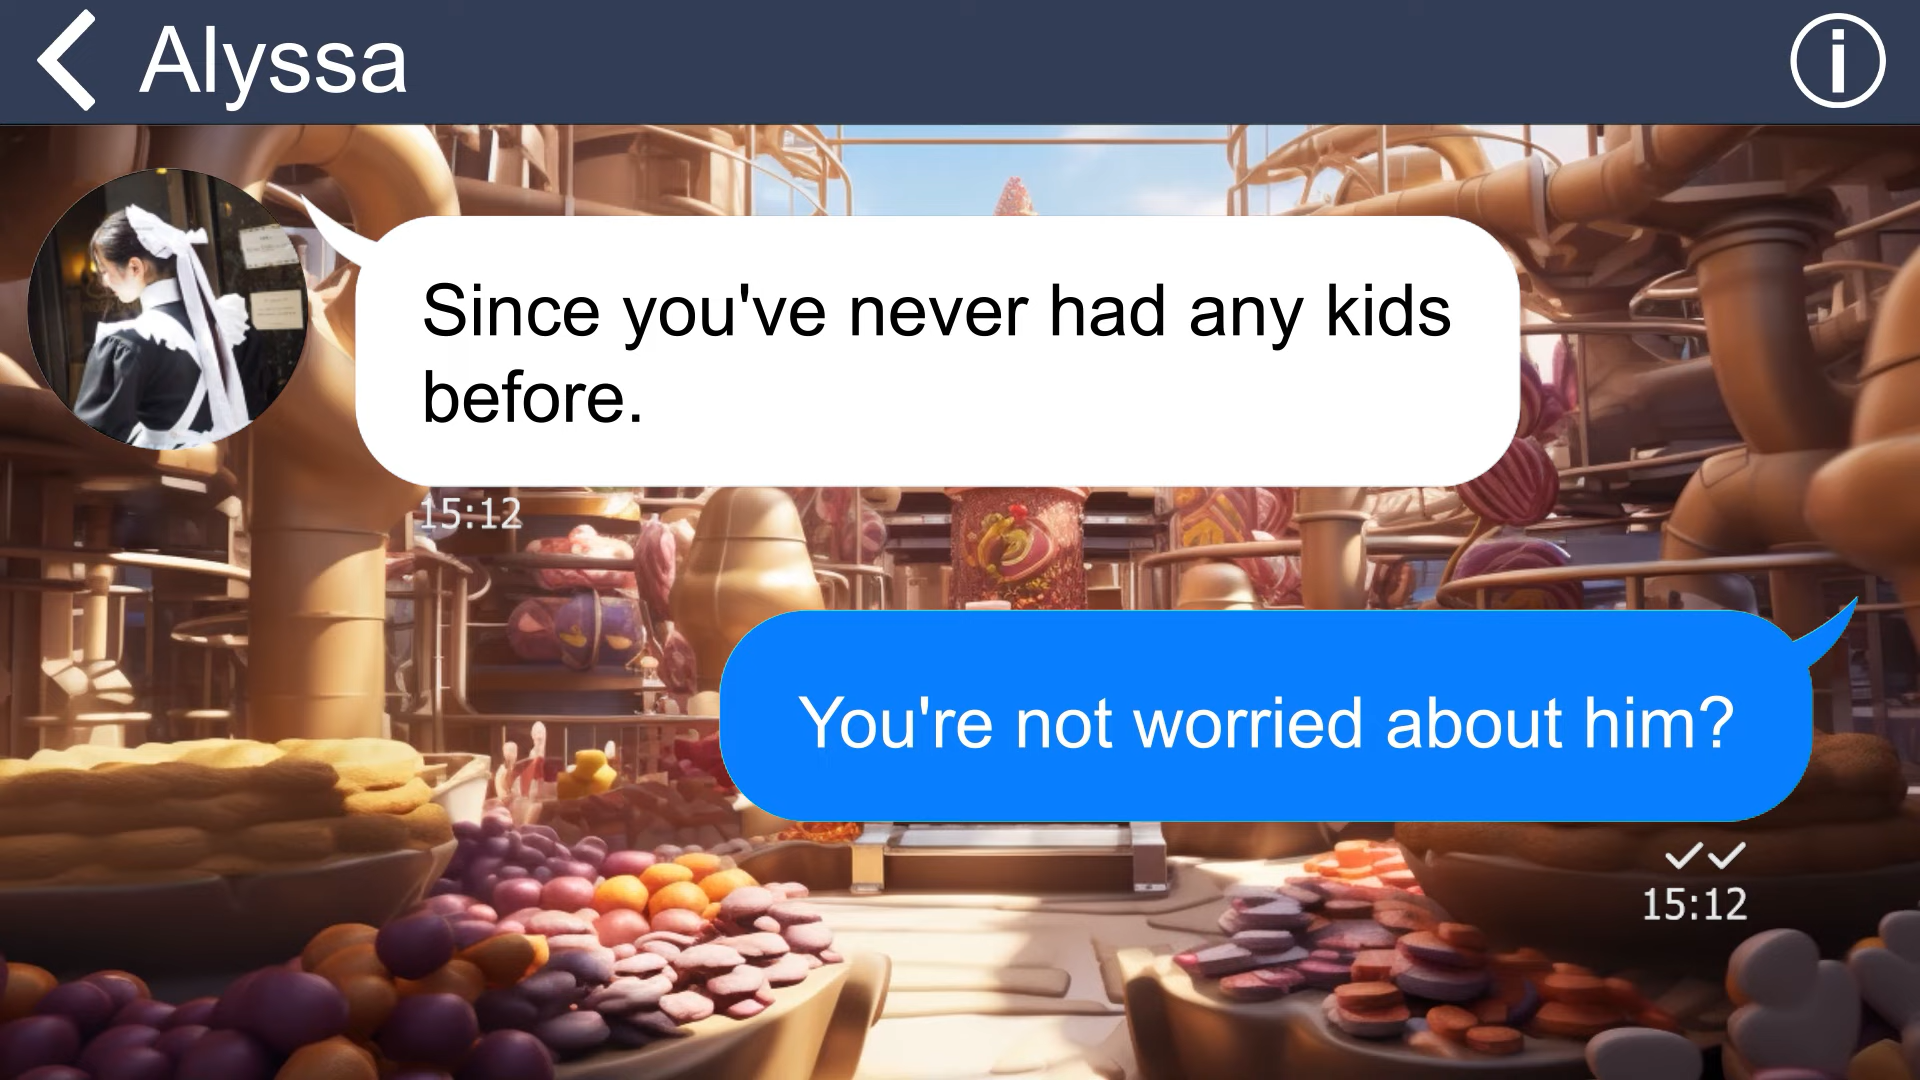 Alyssa
Since you've never had any kids
before.
15:12
You're not worried about him?
15:12